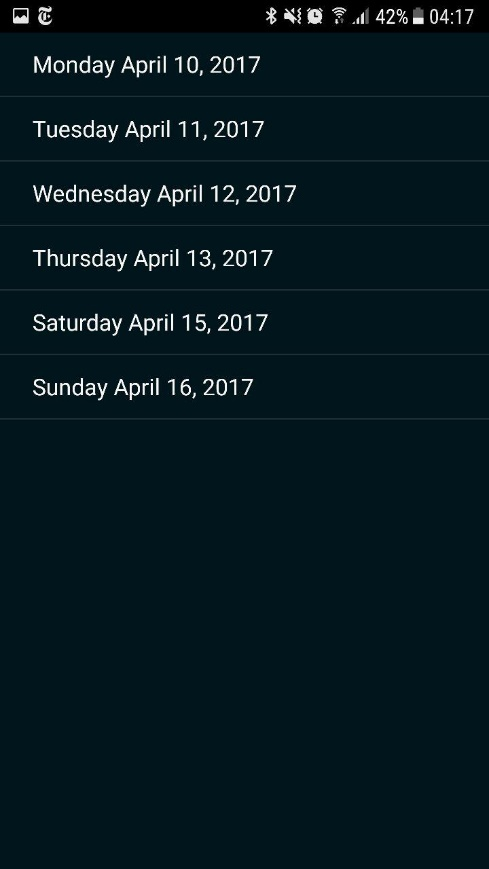 42% 04:17
Monday April 10, 2017
Tuesday April 11, 2017
Wednesday April 12, 2017
Thursday April 13, 2017
Saturday April 15, 2017
Sunday April 16, 2017